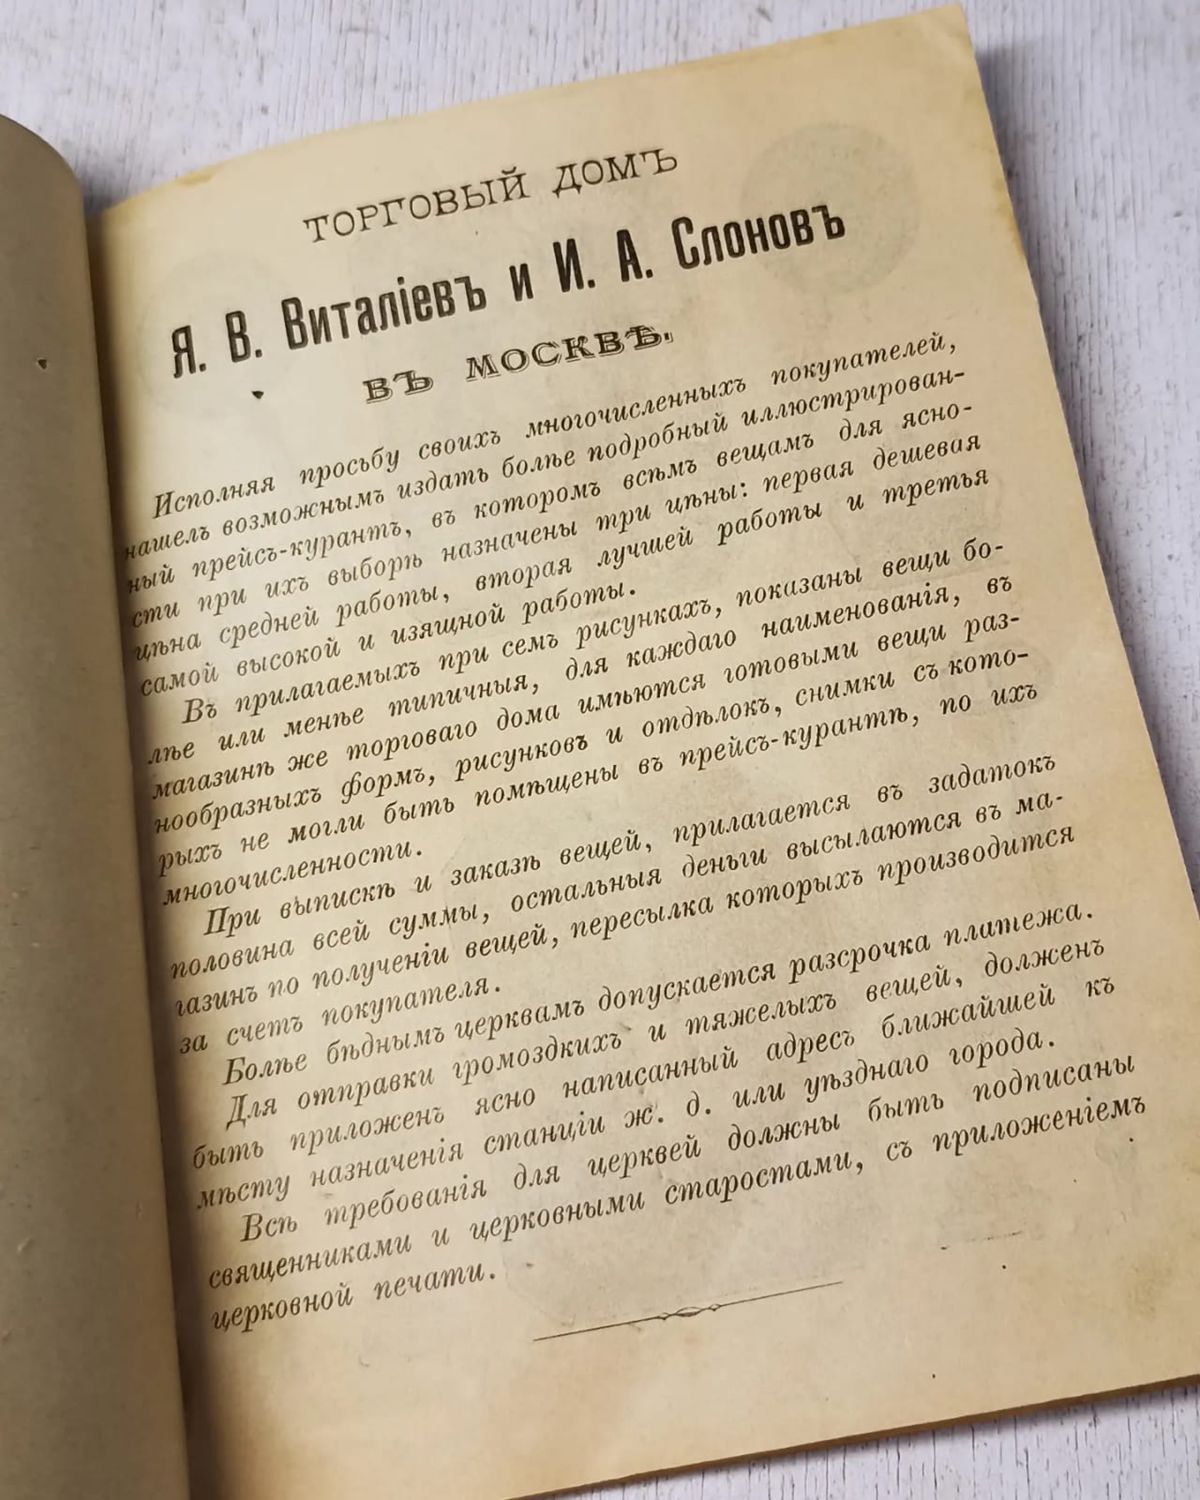 ТОРГОВЫЙ ДОМЪ
Я. В. Виталіевъ и И. А. Слоновъ
ВЪ МОСКВѢ.
Исполняя просьбу своихъ многочисленныхъ покупателей,
нашелъ возможнымъ издать болѣе подробный иллюстрирован-
ный прейсъ-курантъ, въ которомъ всѣмъ вещамъ для ясно-
сти при ихъ выборѣ назначены три цѣны: первая дешевая
цѣна средней работы, вторая лучшей работы и третья
самой высокой и изящной работы.
Въ прилагаемыхъ при семъ рисункахъ, показаны вещи бо-
лѣе или менѣе типичныя, для каждаго наименованія, въ
магазинѣ же торговаго дома имѣются готовыми вещи раз-
нообразныхъ формъ, рисунковъ и отдѣлокъ, снимки съ кото-
рыхъ не могли быть помѣщены въ прейсъ-курантѣ, по ихъ
многочисленности.
При выпискѣ и заказѣ вещей, прилагается въ задатокъ
половина всей суммы, остальныя деньги высылаются въ ма-
газинъ по полученіи вещей, пересылка которыхъ производится
за счетъ покупателя.
Болѣе бѣднымъ церквамъ допускается разсрочка платежа.
Для отправки громоздкихъ и тяжелыхъ вещей, долженъ
быть приложенъ ясно написанный адресъ ближайшей къ
мѣсту назначенія станціи ж. д. или уѣзднаго города.
Всѣ требованія для церквей должны быть подписаны
священниками и церковными старостами, съ приложеніемъ
церковной печати.